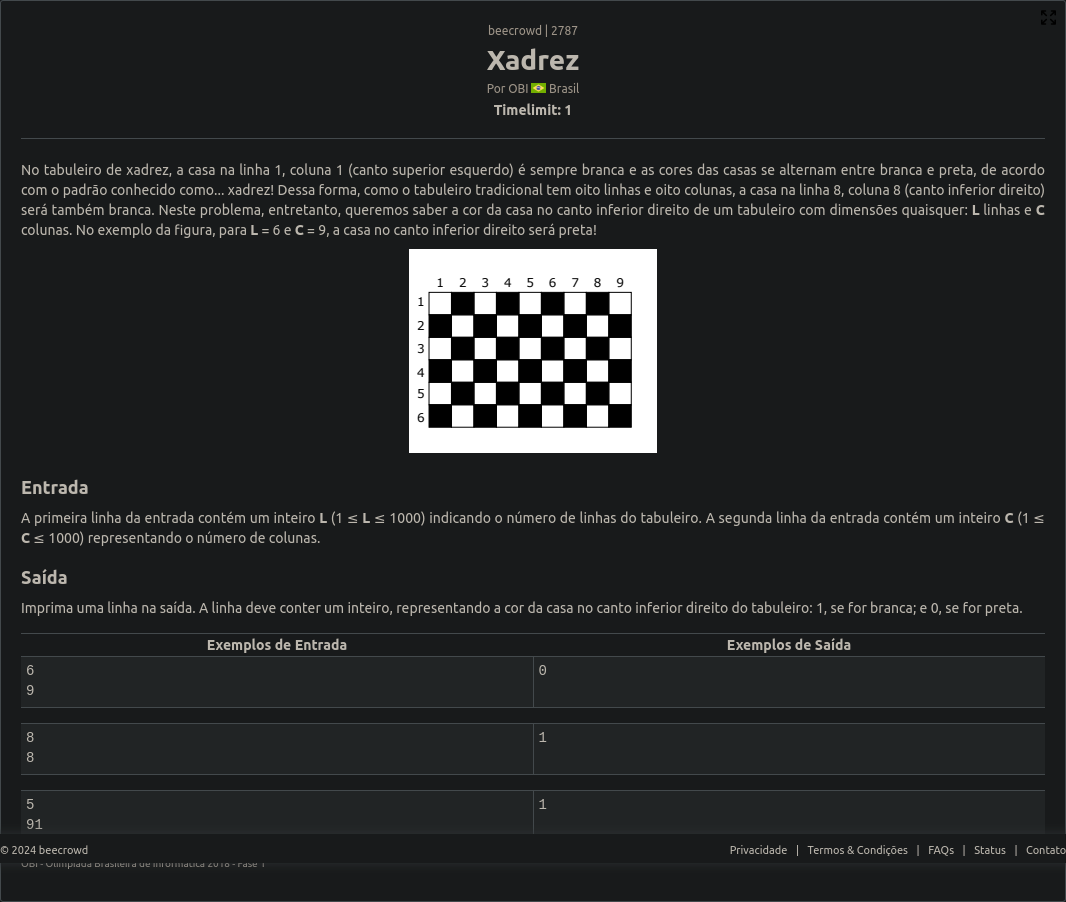 beecrowd | 2787
Xadrez
Por OBI Brasil
Timelimit: 1
No tabuleiro de xadrez, a casa na linha 1, coluna 1 (canto superior esquerdo) é sempre branca e as cores das casas se alternam entre branca e preta, de acordo
com o padrão conhecido como... xadrez! Dessa forma, como o tabuleiro tradicional tem oito linhas e oito colunas, a casa na linha 8, coluna 8 (canto inferior direito)
será também branca. Neste problema, entretanto, queremos saber a cor da casa no canto inferior direito de um tabuleiro com dimensões quaisquer: L linhas e C
colunas. No exemplo da figura, para L = 6 e C = 9, a casa no canto inferior direito será preta!
1 2 3 4 5 6 7 8 9
1
2
3
4
5
6
Entrada
A primeira linha da entrada contém um inteiro L (1 ≤ L ≤ 1000) indicando o número de linhas do tabuleiro. A segunda linha da entrada contém um inteiro C (1 ≤
C ≤ 1000) representando o número de colunas.
Saída
Imprima uma linha na saída. A linha deve conter um inteiro, representando a cor da casa no canto inferior direito do tabuleiro: 1, se for branca; e 0, se for preta.
Exemplos de Entrada Exemplos de Saída
6 0
9
8 1
8
5 1
91
© 2024 beecrowd Privacidade | Termos & Condições | FAQs | Status | Contato
OBI - Olimpíada Brasileira de Informática 2018 - Fase 1